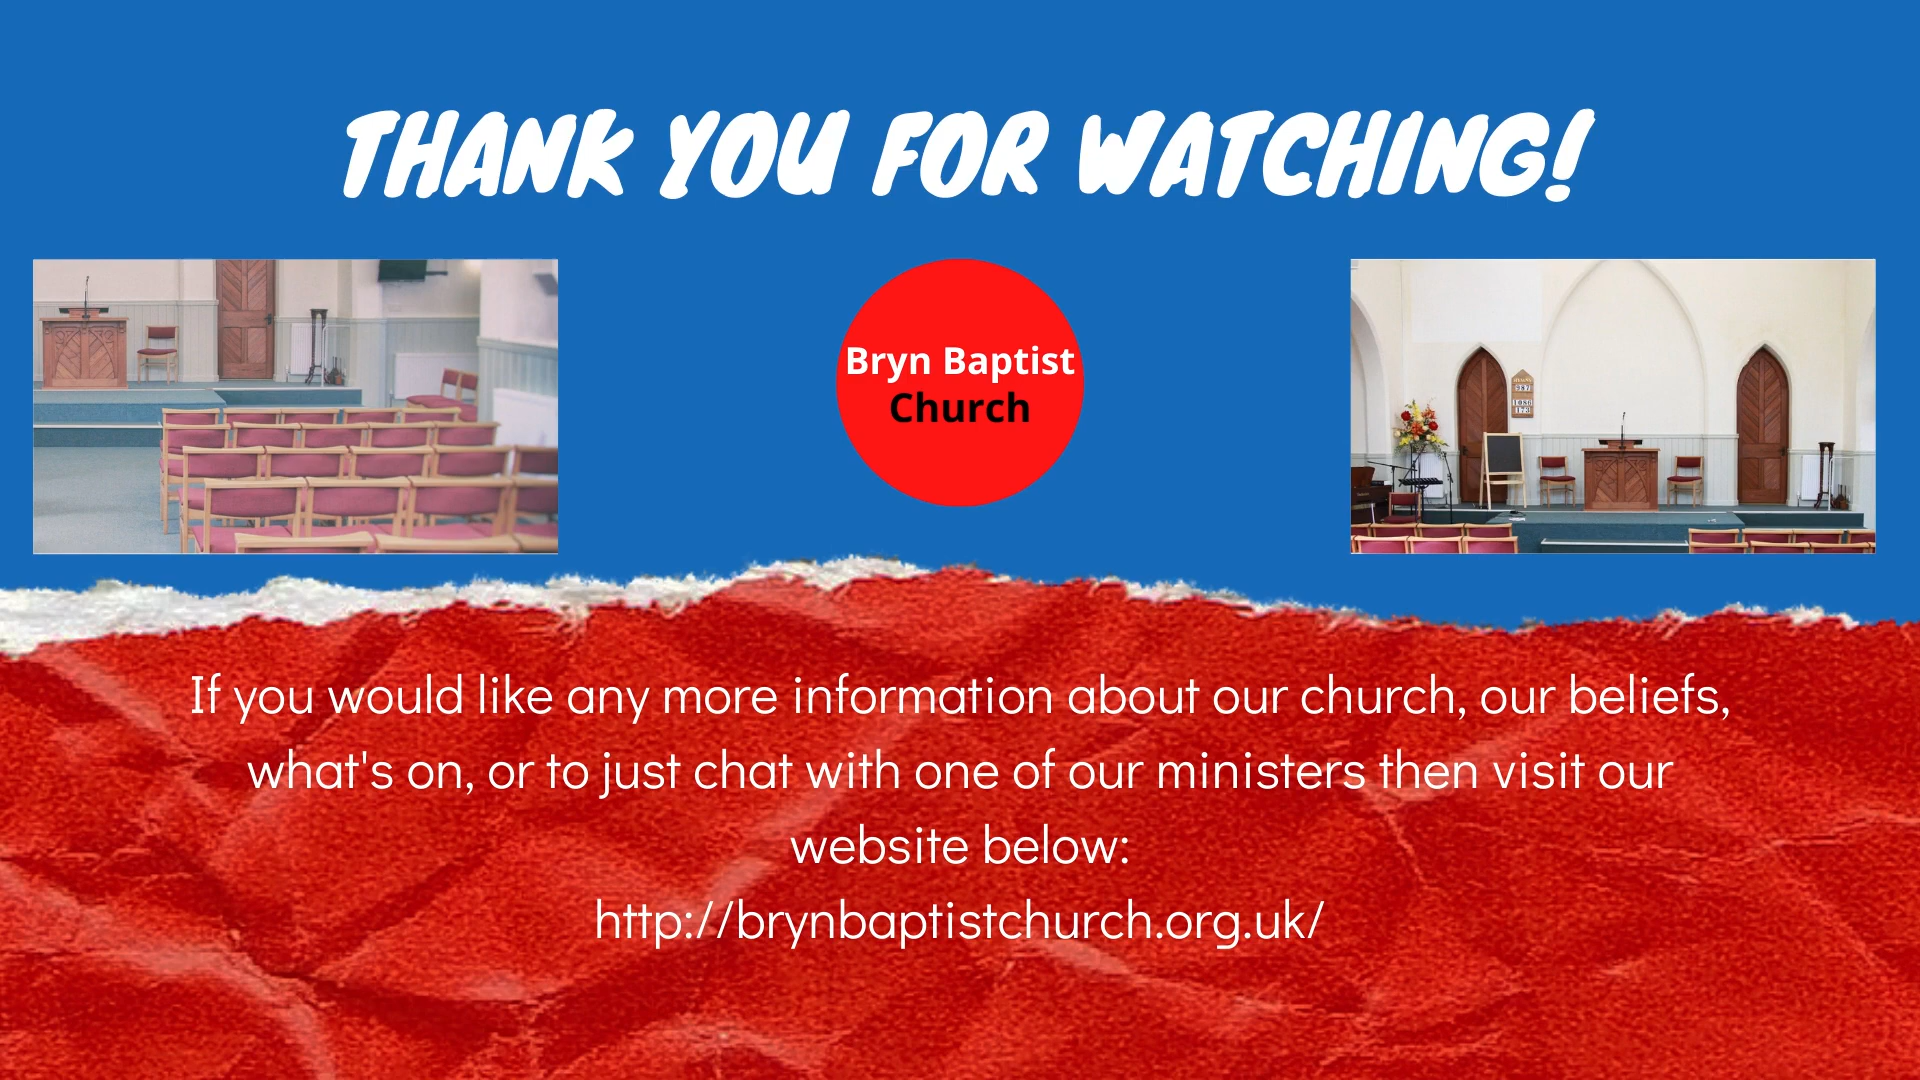 THANK YOU FOR WATCHING!
Bryn Baptist
Church
If you would like any more information about our church, our beliefs,
what's on, or to just chat with one of our ministers then visit our
website below:
http://brynbaptistchurch.org.uk/